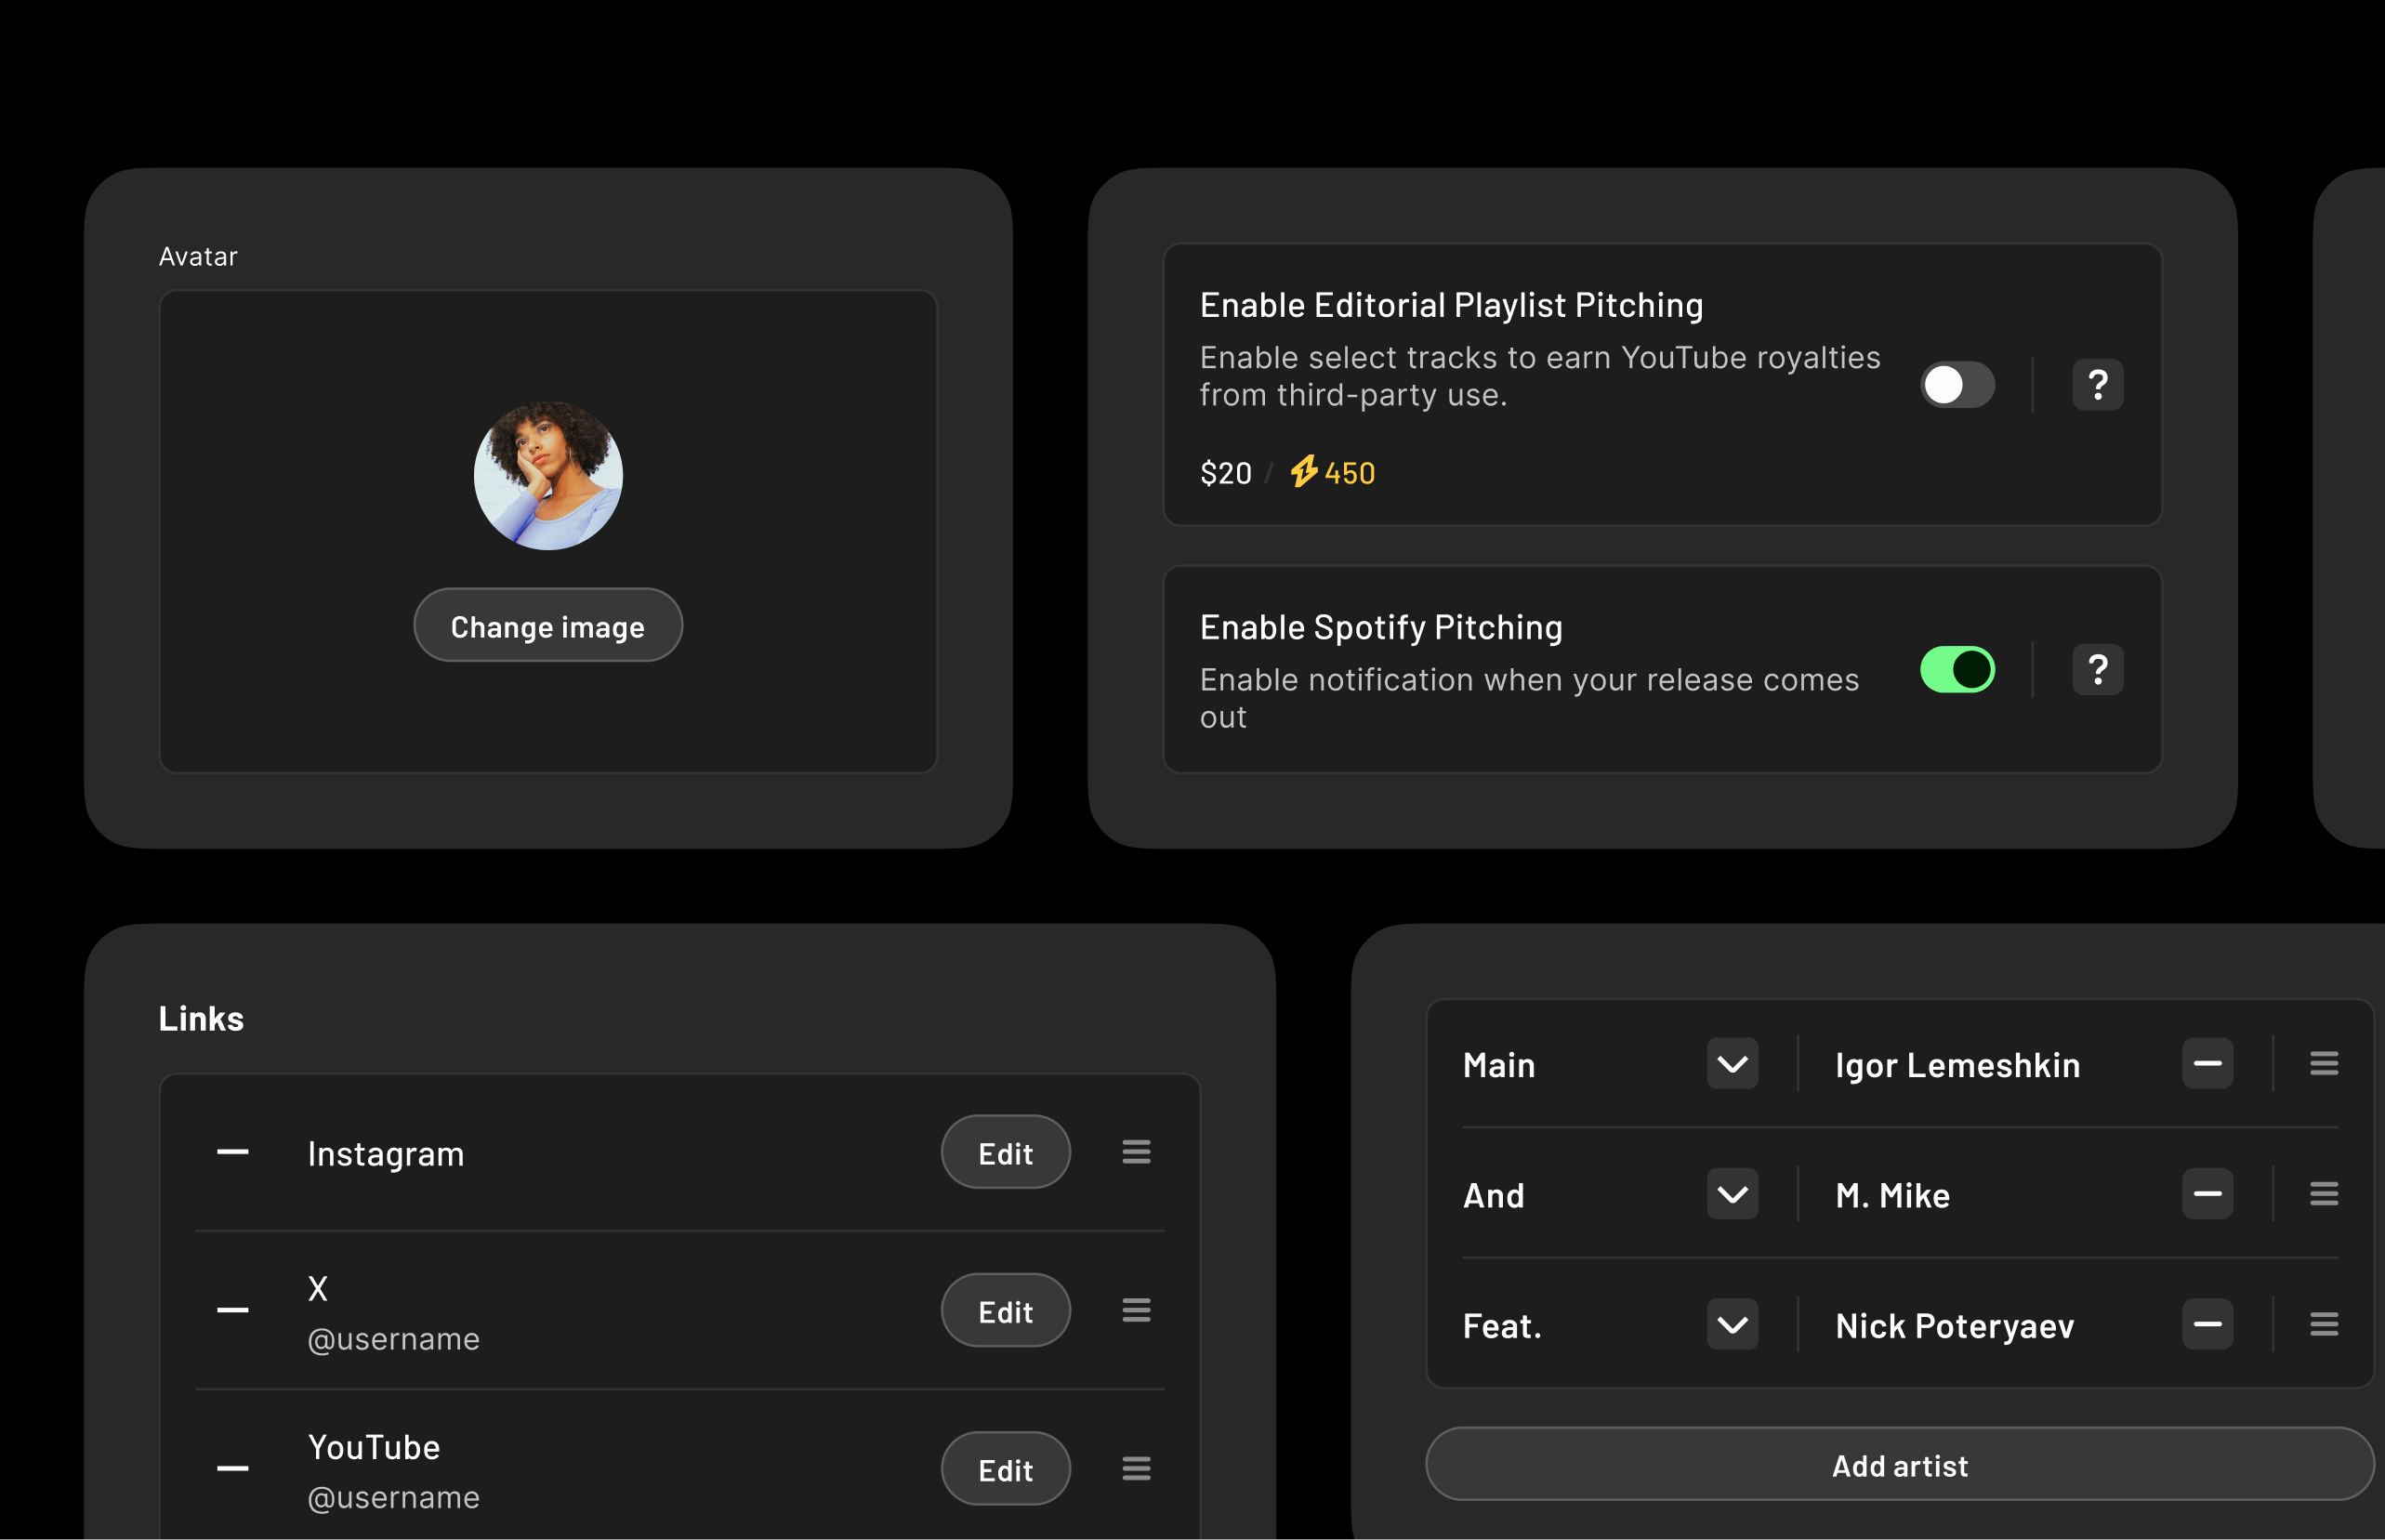 Avatar
Change image
Enable Editorial Playlist Pitching
Enable select tracks to earn YouTube royalties
from third-party use.
$20 / 450
?
Enable Spotify Pitching
Enable notification when your release comes
out
?
Links
Instagram
Edit
X
@username
Edit
YouTube
@username
Edit
Main
Igor Lemeshkin
And
M. Mike
Feat.
Nick Poteryaev
Add artist